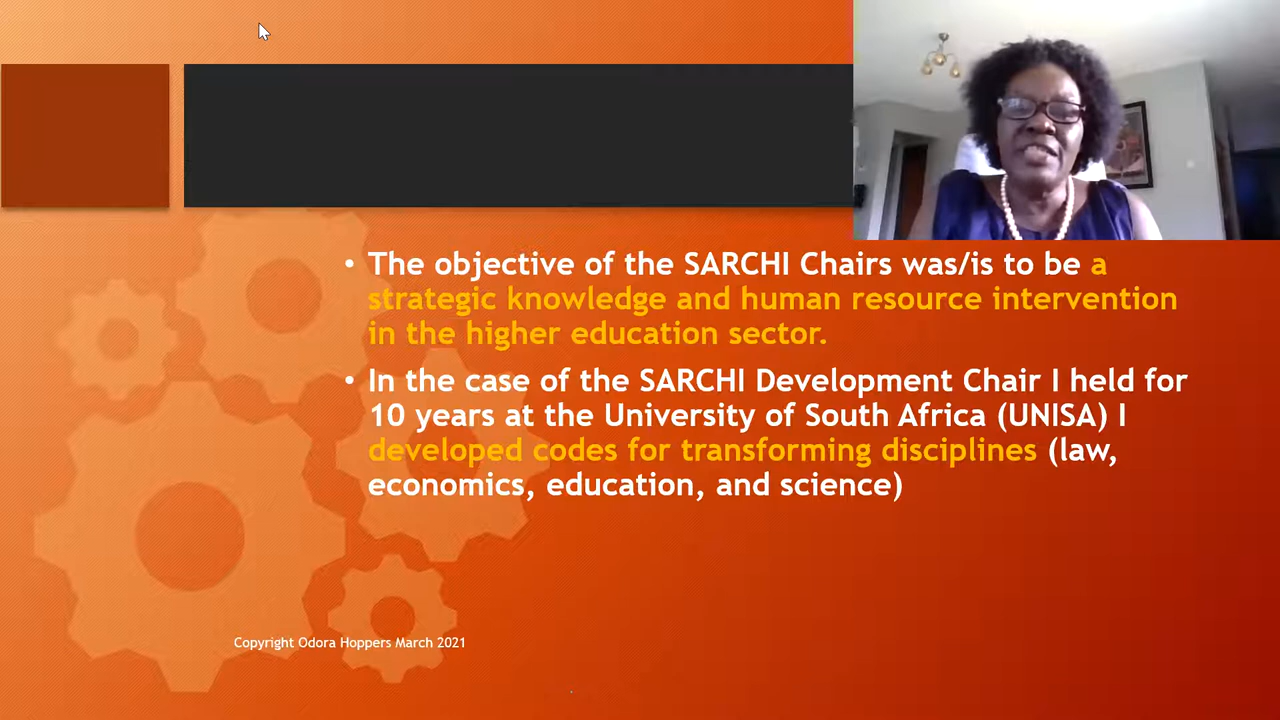 • The objective of the SARCHI Chairs was/is to be a
strategic knowledge and human resource intervention
in the higher education sector.
• In the case of the SARCHI Development Chair I held for
10 years at the University of South Africa (UNISA) I
developed codes for transforming disciplines (law,
economics, education, and science)
Copyright Odora Hoppers March 2021